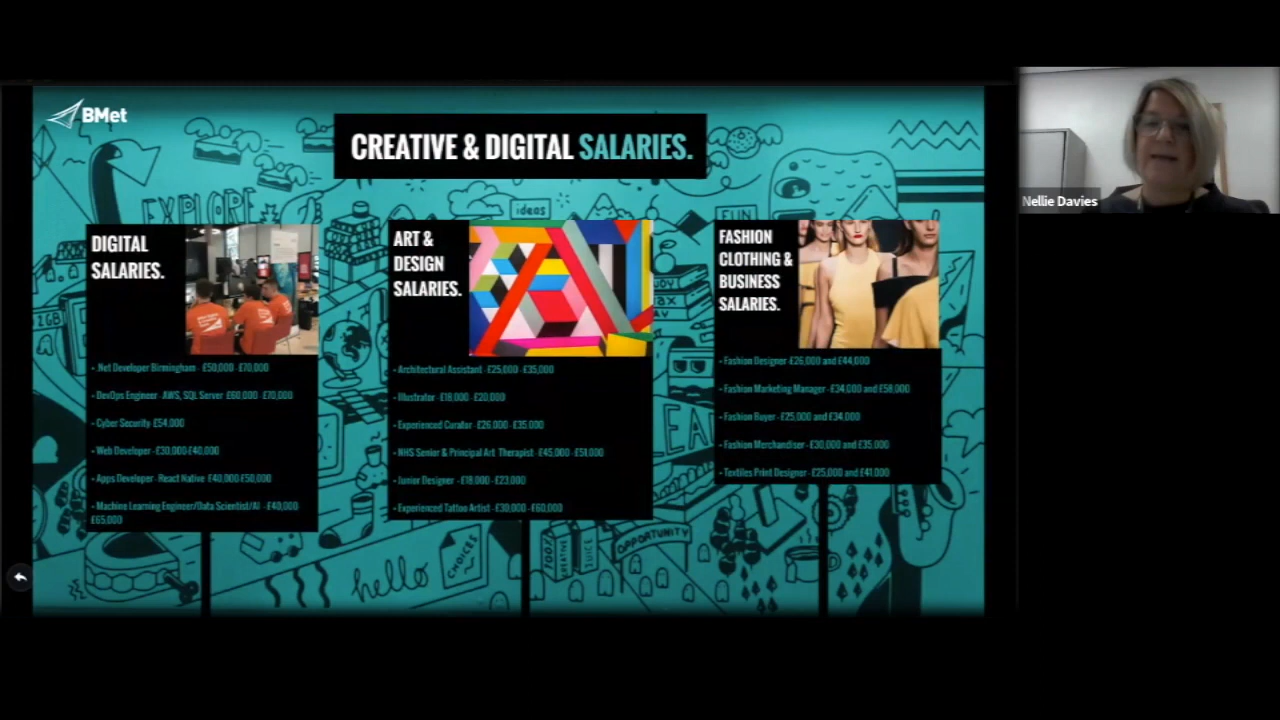 BMet
CREATIVE & DIGITAL SALARIES.
Nellie Davies
EXPLORE
ideas
FUN
DIGITAL
SALARIES.
- .Net Developer Birmingham - £50,000 - £70,000
- DevOps Engineer - AWS, SQL Server £60,000 - £70,000
- Cyber Security £54,000
- Web Developer - £30,000-£40,000
- Apps Developer - React Native £40,000 £50,000
- Machine Learning Engineer/Data Scientist/AI - £40,000
£65,000
ART &
DESIGN
SALARIES.
- Architectural Assistant - £25,000 - £35,000
- Illustrator - £18,000 - £20,000
- Experienced Curator - £26,000 - £35,000
- NHS Senior & Principal Art Therapist - £45,000 - £51,000
- Junior Designer - £18,000 - £23,000
- Experienced Tattoo Artist - £30,000 - £60,000
FASHION
CLOTHING &
BUSINESS
SALARIES.
- Fashion Designer £26,000 and £44,000
- Fashion Marketing Manager - £34,000 and £58,000
- Fashion Buyer - £25,000 and £34,000
- Fashion Merchandiser - £30,000 and £35,000
- Textiles Print Designer - £25,000 and £41,000
2GB
hello
CHOICES
100%
CREATIVE
JUICE
OPPORTUNITY